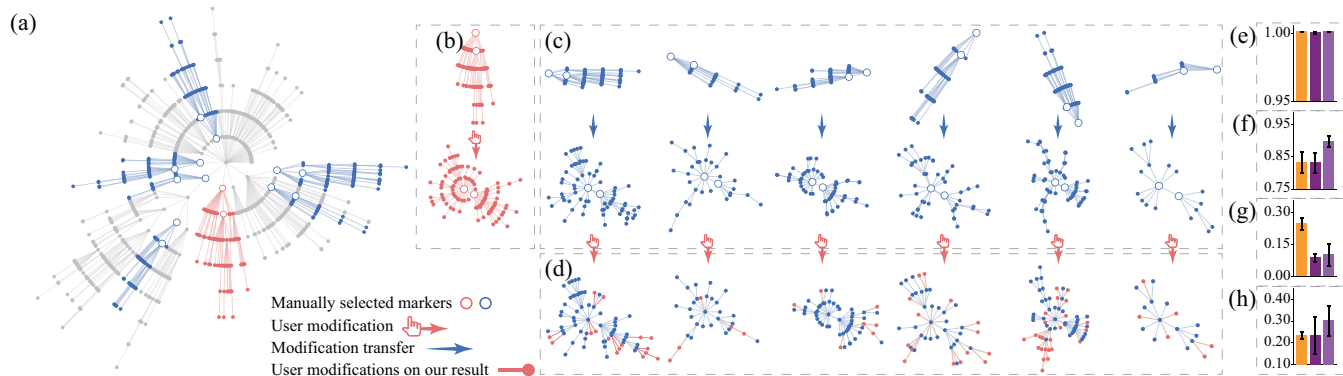 (a)
(b)
(c)
(d)
Manually selected markers
User modification
Modification transfer
User modifications on our result
(e)
1.00
0.95
(f)
0.95
0.85
0.75
(g)
0.30
0.15
0.00
(h)
0.40
0.30
0.20
0.10